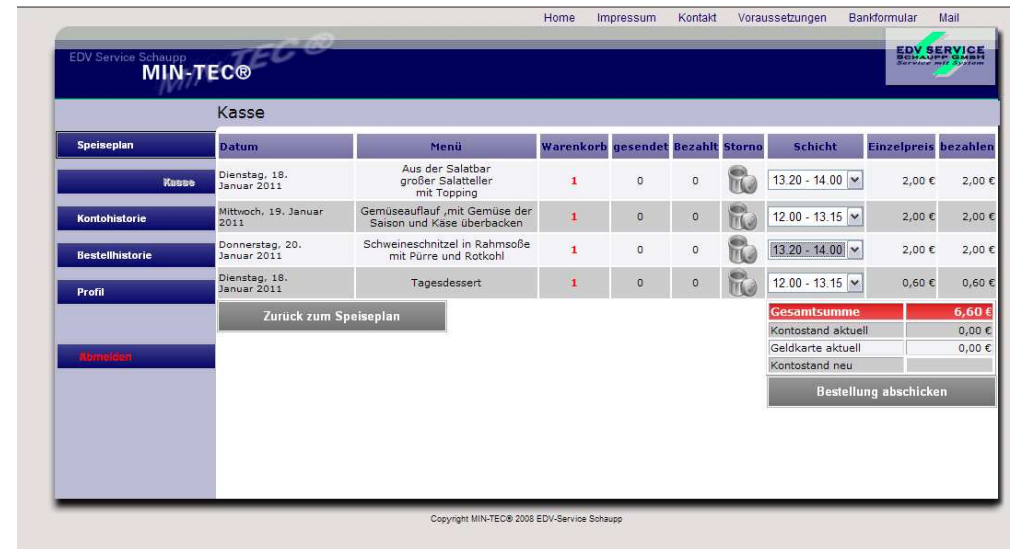 Home Impressum Kontakt Voraussetzungen Bankformular Mail
EDV Service Schaupp
MIN-TEC®
MIN-TEC®
EDV SERVICE
SCHAUPP GMBH
Service mit System
Kasse
Speiseplan
Kasse
Kontohistorie
Bestellhistorie
Profil
Abmelden
Datum Menü Warenkorb gesendet Bezahlt Storno Schicht Einzelpreis bezahlen
Dienstag, 18. Januar 2011 Aus der Salatbar großer Salatteller mit Topping 1 0 0 13.20 - 14.00 2,00 € 2,00 €
Mittwoch, 19. Januar 2011 Gemüseauflauf ,mit Gemüse der Saison und Käse überbacken 1 0 0 12.00 - 13.15 2,00 € 2,00 €
Donnerstag, 20. Januar 2011 Schweineschnitzel in Rahmsoße mit Pürre und Rotkohl 1 0 0 13.20 - 14.00 2,00 € 2,00 €
Dienstag, 18. Januar 2011 Tagesdessert 1 0 0 12.00 - 13.15 0,60 € 0,60 €
Zurück zum Speiseplan
Gesamtsumme 6,60 €
Kontostand aktuell 0,00 €
Geldkarte aktuell 0,00 €
Kontostand neu
Bestellung abschicken
Copyright MIN-TEC® 2008 EDV-Service Schaupp